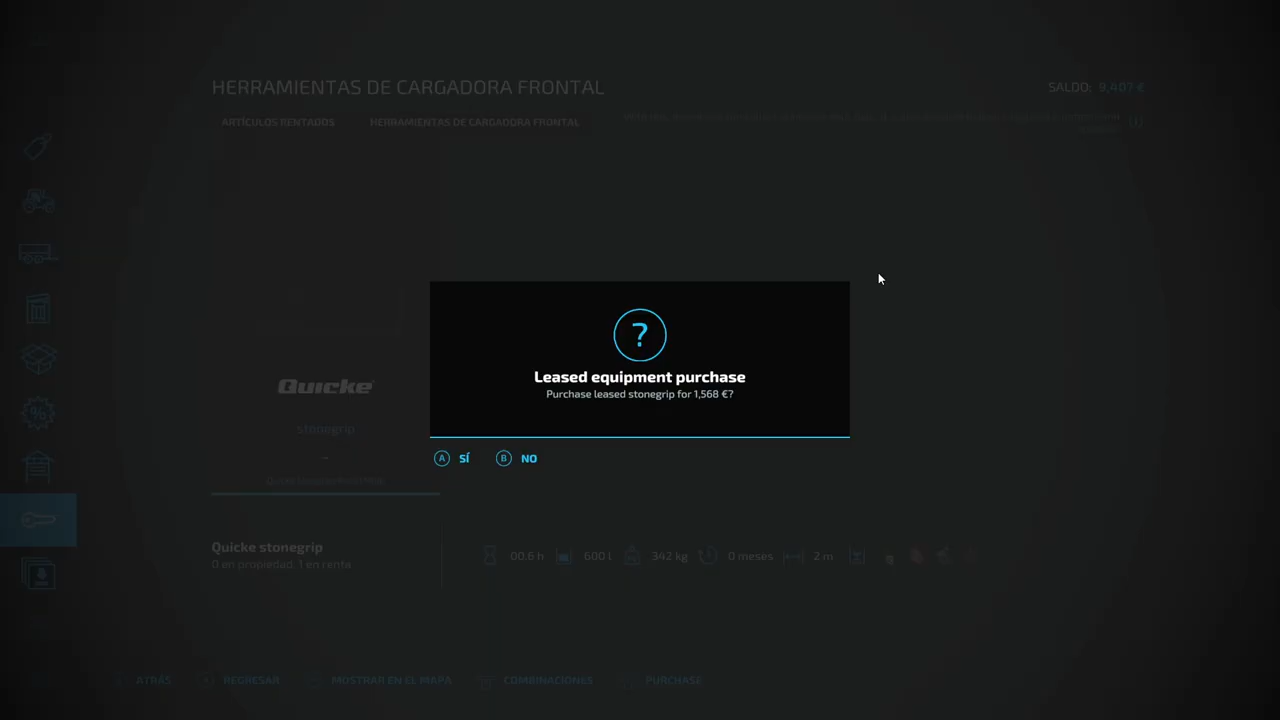 HERRAMIENTAS DE CARGADORA FRONTAL
SALDO: 9,407 €
ARTÍCULOS RENTADOS HERRAMIENTAS DE CARGADORA FRONTAL
?
Leased equipment purchase
Purchase leased stonegrip for 1,568 €?
A SÍ B NO
Quicke
stonegrip
-
Quicke stonegrip
0 en propiedad, 1 en renta
00.6 h 600 l 342 kg 0 meses 2 m
ATRÁS REGRESAR MOSTRAR EN EL MAPA COMBINACIONES PURCHASE